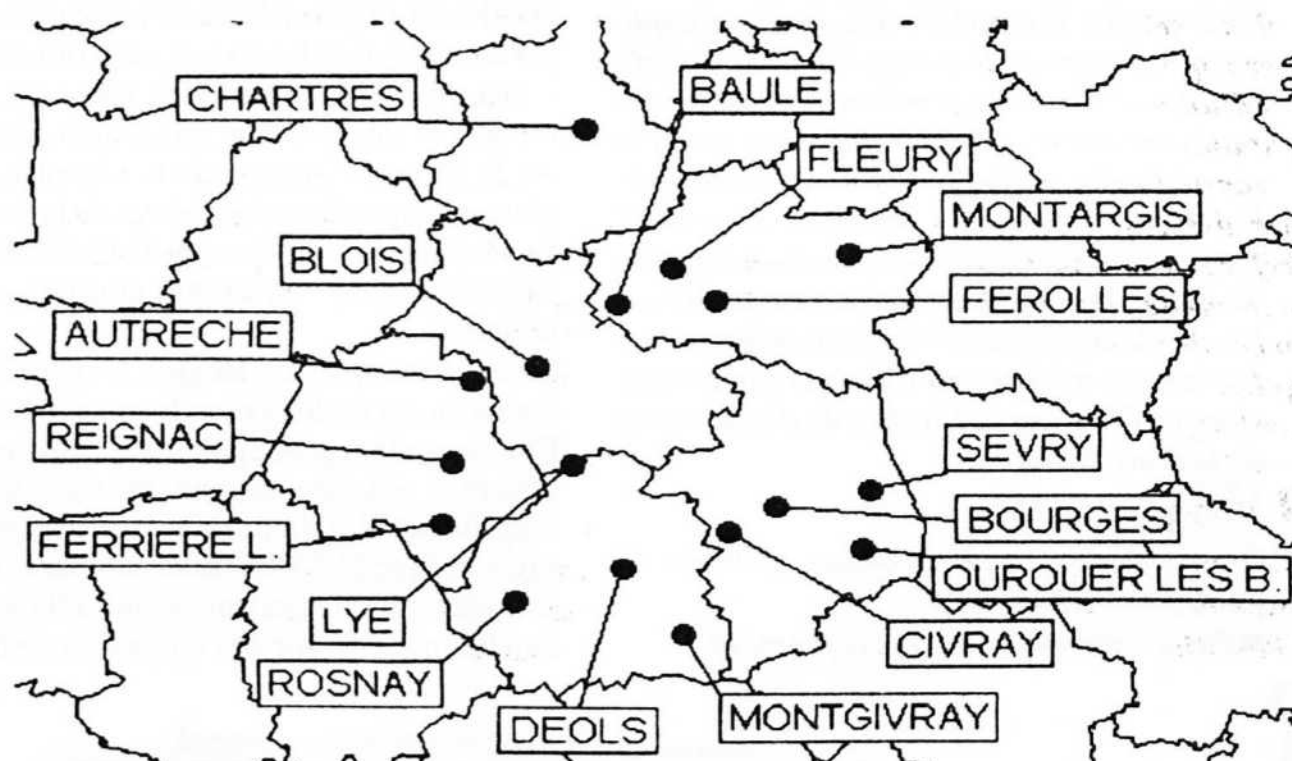 BAULE
CHARTRES
FLEURY
MONTARGIS
BLOIS
FEROLLES
AUTRECHE
REIGNAC
SEVRY
BOURGES
FERRIERE L.
OUROUER LES B.
LYE
CIVRAY
ROSNAY
MONTGIVRAY
DEOLS